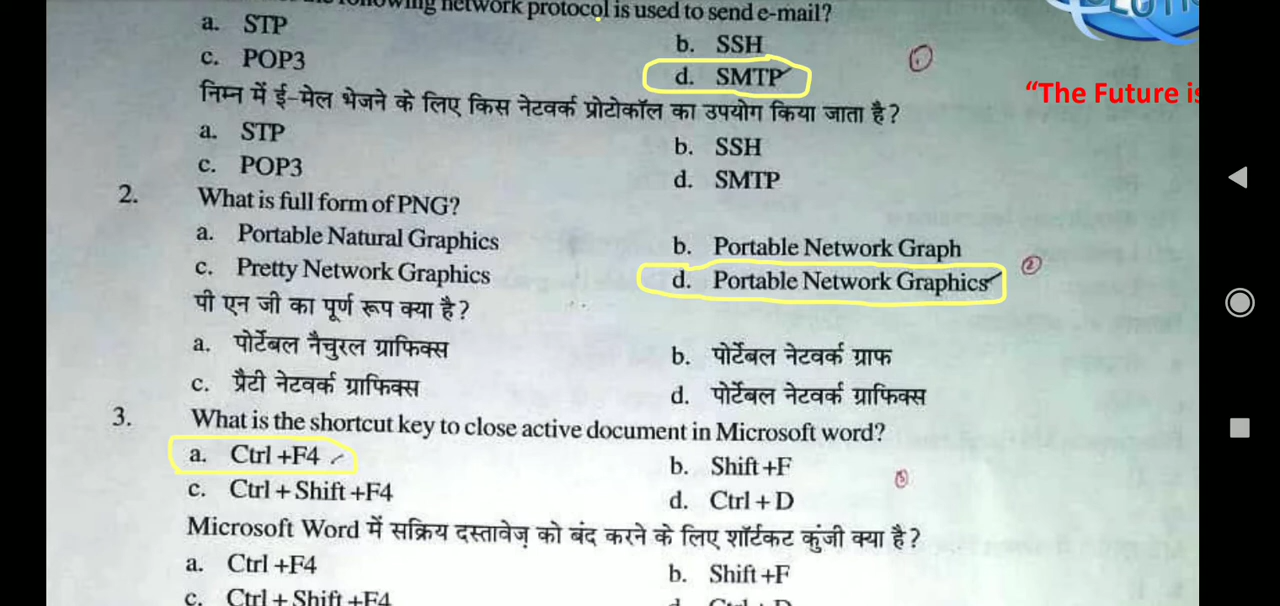 following network protocol is used to send e-mail?
a. STP
b. SSH
c. POP3
d. SMTP
निम्न में ई-मेल भेजने के लिए किस नेटवर्क प्रोटोकॉल का उपयोग किया जाता है?
a. STP
b. SSH
c. POP3
d. SMTP
"The Future is
2. What is full form of PNG?
a. Portable Natural Graphics
b. Portable Network Graph
c. Pretty Network Graphics
d. Portable Network Graphics
पी एन जी का पूर्ण रूप क्या है?
a. पोर्टेबल नैचुरल ग्राफिक्स
b. पोर्टेबल नेटवर्क ग्राफ
c. प्रैटी नेटवर्क ग्राफिक्स
d. पोर्टेबल नेटवर्क ग्राफिक्स
3. What is the shortcut key to close active document in Microsoft word?
a. Ctrl +F4
b. Shift +F
c. Ctrl + Shift +F4
d. Ctrl + D
Microsoft Word में सक्रिय दस्तावेज़ को बंद करने के लिए शॉर्टकट कुंजी क्या है?
a. Ctrl +F4
b. Shift +F
c. Ctrl + Shift +F4
d. Ctrl + D